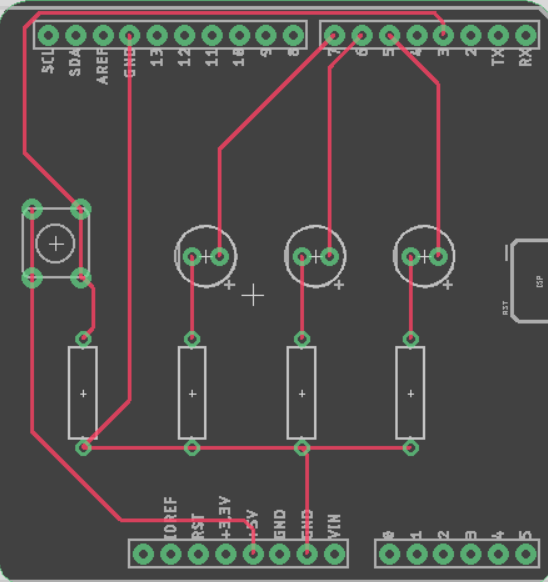 SCL SDA AREF GND 13 12 11 10 9 8 7 6 5 4 3 2 TX RX
+
+ + +
RST ISP
IOREF RST +3.3V +5V GND GND VIN 0 1 2 3 4 5